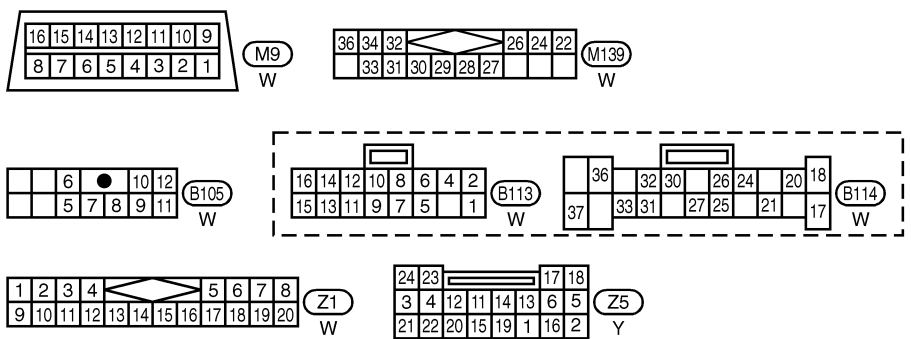 16 15 14 13 12 11 10 9
8 7 6 5 4 3 2 1
M9
W
36 34 32 26 24 22
33 31 30 29 28 27
M139
W
6 10 12
5 7 8 9 11
B105
W
16 14 12 10 8 6 4 2
15 13 11 9 7 5 1
B113
W
36 32 30 26 24 20 18
37 33 31 27 25 21 17
B114
W
1 2 3 4 5 6 7 8
9 10 11 12 13 14 15 16 17 18 19 20
Z1
W
24 23 17 18
3 4 12 11 14 13 6 5
21 22 20 15 19 1 16 2
Z5
Y